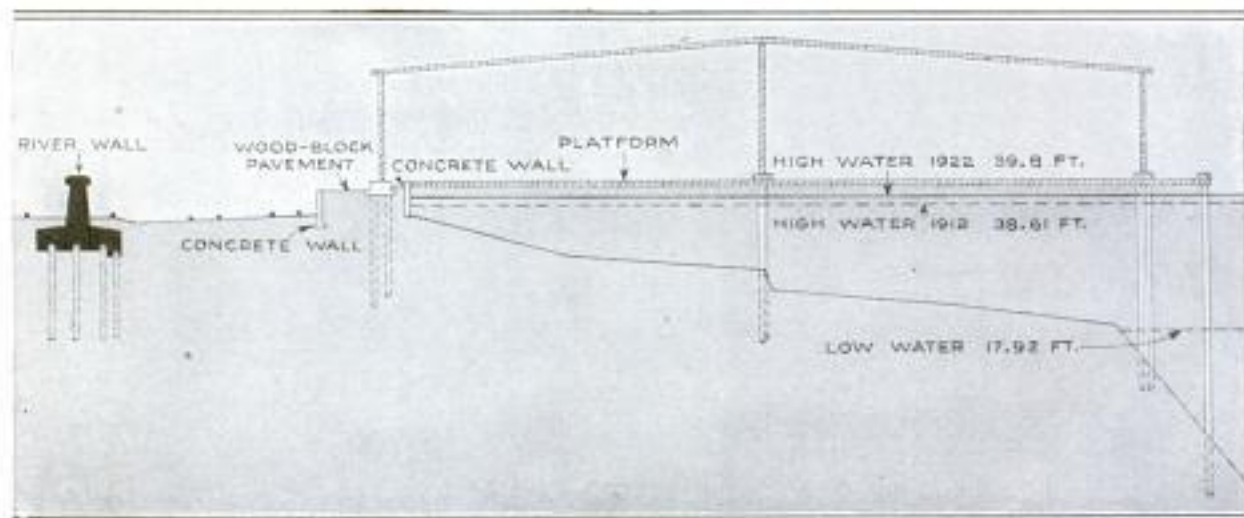 RIVER WALL
WOOD-BLOCK
PAVEMENT
CONCRETE WALL
PLATFORM
HIGH WATER 1922 39.8 FT.
HIGH WATER 1912 38.61 FT.
CONCRETE WALL
LOW WATER 17.92 FT.